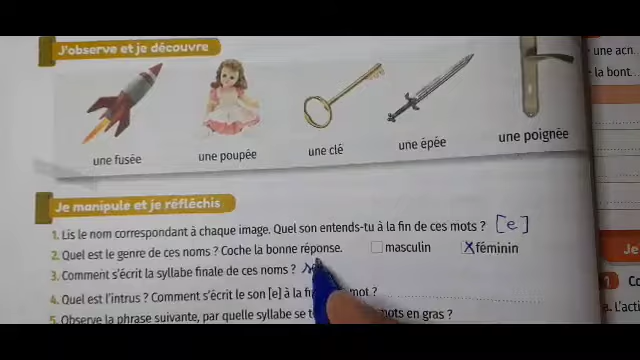 J'observe et je découvre
une fusée
une poupée
une clé
une épée
une poignée
une acn
la bont
Je manipule et je réfléchis
1. Lis le nom correspondant à chaque image. Quel son entends-tu à la fin de ces mots ? [e]
2. Quel est le genre de ces noms ? Coche la bonne réponse. masculin X féminin
3. Comment s'écrit la syllabe finale de ces noms ?
4. Quel est l'intrus ? Comment s'écrit le son [e] à la fin mot ?
5. Observe la phrase suivante, par quelle syllabe se t mots en gras ?
Je
1 Co
a. L'acti